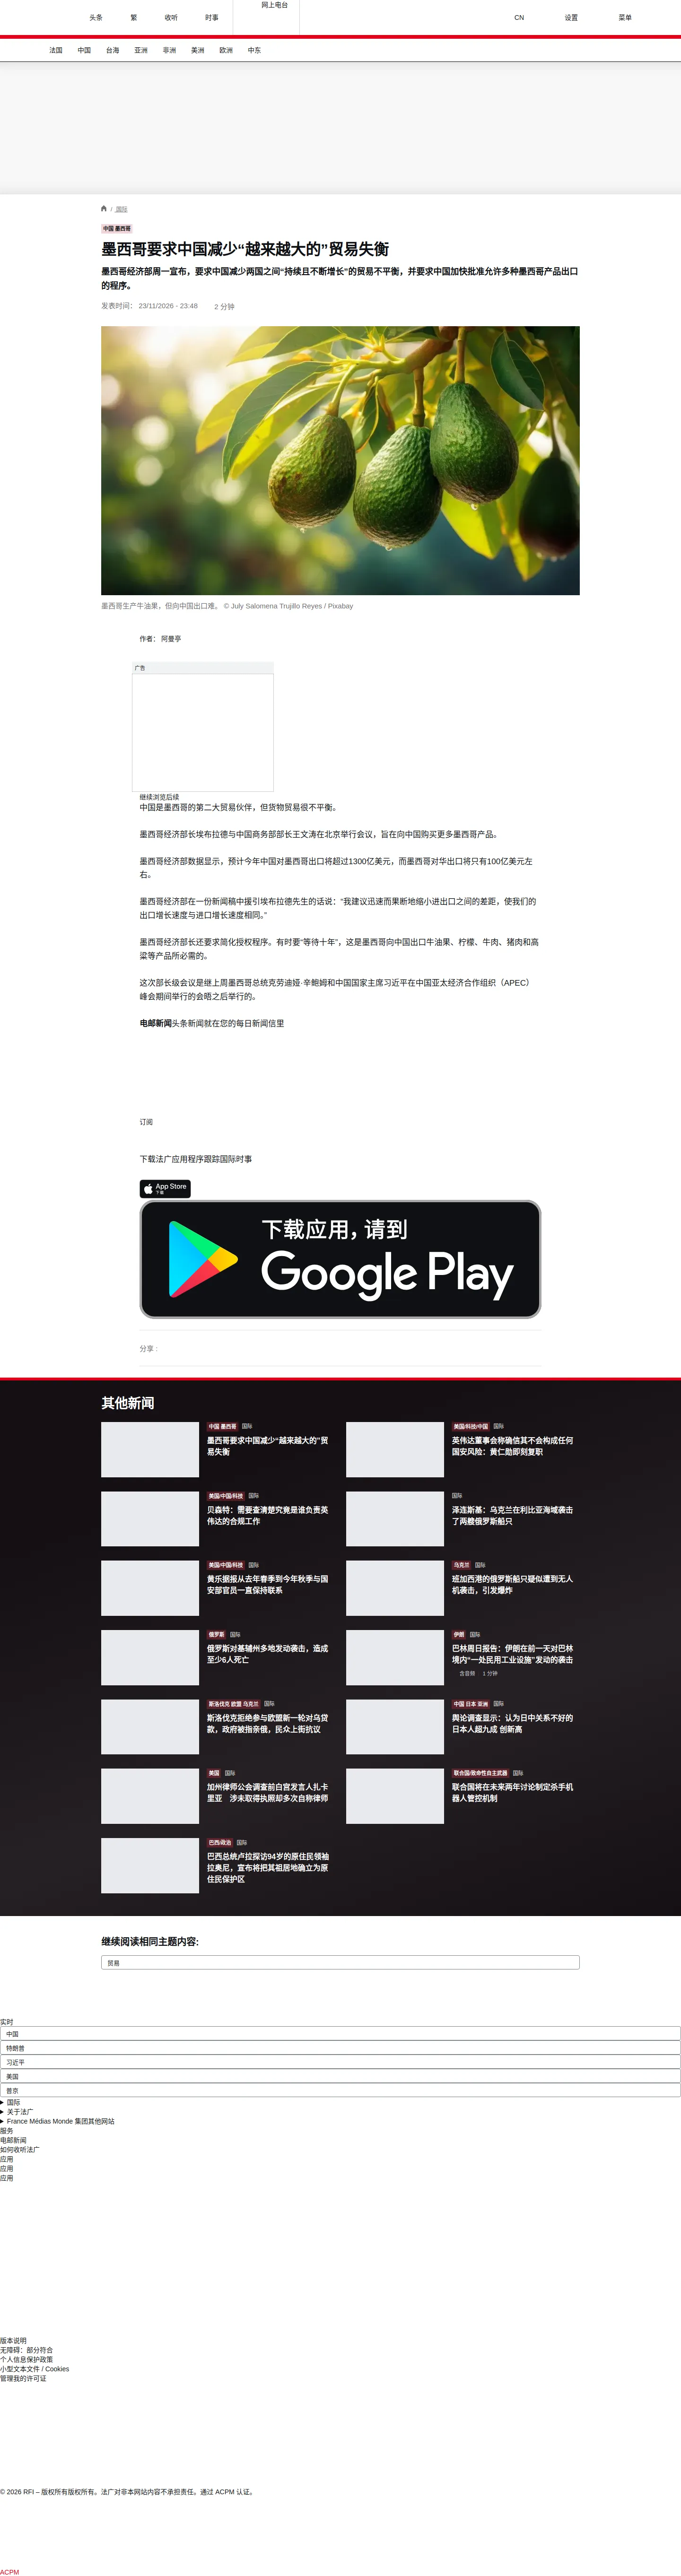 头条
繁
收听
时事
网上电台
CN
设置
菜单
法国
中国
台海
亚洲
非洲
美洲
欧洲
中东
/ 国际
中国 墨西哥
墨西哥要求中国减少“越来越大的”贸易失衡
墨西哥经济部周一宣布，要求中国减少两国之间“持续且不断增长”的贸易不平衡，并要求中国加快批准允许多种墨西哥产品出口
的程序。
发表时间： 23/11/2026 - 23:48
2 分钟
墨西哥生产牛油果，但向中国出口难。 © July Salomena Trujillo Reyes / Pixabay
作者： 阿曼亭
广告
继续浏览后续
中国是墨西哥的第二大贸易伙伴，但货物贸易很不平衡。
墨西哥经济部长埃布拉德与中国商务部部长王文涛在北京举行会议，旨在向中国购买更多墨西哥产品。
墨西哥经济部数据显示，预计今年中国对墨西哥出口将超过1300亿美元，而墨西哥对华出口将只有100亿美元左
右。
墨西哥经济部在一份新闻稿中援引埃布拉德先生的话说：“我建议迅速而果断地缩小进出口之间的差距，使我们的
出口增长速度与进口增长速度相同。”
墨西哥经济部长还要求简化授权程序。有时要“等待十年”，这是墨西哥向中国出口牛油果、柠檬、牛肉、猪肉和高
粱等产品所必需的。
这次部长级会议是继上周墨西哥总统克劳迪娅·辛鲍姆和中国国家主席习近平在中国亚太经济合作组织（APEC）
峰会期间举行的会晤之后举行的。
电邮新闻头条新闻就在您的每日新闻信里
订阅
下载法广应用程序跟踪国际时事
App Store
下载
下载应用，请到
Google Play
分享 :
其他新闻
中国 墨西哥 国际
墨西哥要求中国减少“越来越大的”贸
易失衡
美国/科技/中国 国际
英伟达董事会称确信其不会构成任何
国安风险：黄仁勋即刻复职
美国/中国/科技 国际
贝森特：需要查清楚究竟是谁负责英
伟达的合规工作
国际
泽连斯基：乌克兰在利比亚海域袭击
了两艘俄罗斯船只
美国/中国/科技 国际
黄乐据报从去年春季到今年秋季与国
安部官员一直保持联系
乌克兰 国际
班加西港的俄罗斯船只疑似遭到无人
机袭击，引发爆炸
俄罗斯 国际
俄罗斯对基辅州多地发动袭击，造成
至少6人死亡
伊朗 国际
巴林周日报告：伊朗在前一天对巴林
境内“一处民用工业设施”发动的袭击
含音频 1 分钟
斯洛伐克 欧盟 乌克兰 国际
斯洛伐克拒绝参与欧盟新一轮对乌贷
款，政府被指亲俄，民众上街抗议
中国 日本 亚洲 国际
舆论调查显示：认为日中关系不好的
日本人超九成 创新高
美国 国际
加州律师公会调查前白宫发言人扎卡
里亚 涉未取得执照却多次自称律师
联合国/致命性自主武器 国际
联合国将在未来两年讨论制定杀手机
器人管控机制
巴西/政治 国际
巴西总统卢拉探访94岁的原住民领袖
拉奥尼，宣布将把其祖居地确立为原
住民保护区
继续阅读相同主题内容:
贸易
实时
中国
特朗普
习近平
美国
普京
国际
关于法广
France Médias Monde 集团其他网站
服务
电邮新闻
如何收听法广
应用
应用
应用
版本说明
无障碍：部分符合
个人信息保护政策
小型文本文件 / Cookies
管理我的许可证
© 2026 RFI – 版权所有版权所有。法广对非本网站内容不承担责任。通过 ACPM 认证。
ACPM